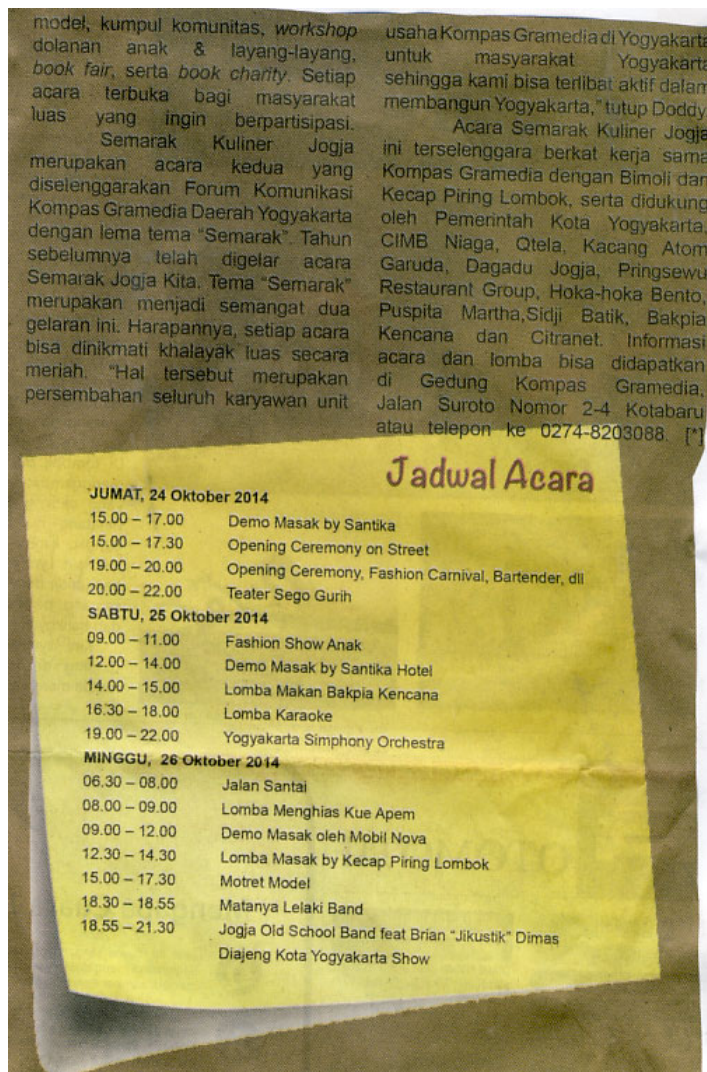 model, kumpul komunitas, workshop
dolanan anak & layang-layang,
book fair, serta book charity. Setiap
acara terbuka bagi masyarakat
luas yang ingin berpartisipasi.
Semarak Kuliner Jogja
merupakan acara kedua yang
diselenggarakan Forum Komunikasi
Kompas Gramedia Daerah Yogyakarta
dengan lema tema “Semarak”. Tahun
sebelumnya telah digelar acara
Semarak Jogja Kita. Tema “Semarak”
merupakan menjadi semangat dua
gelaran ini. Harapannya, setiap acara
bisa dinikmati khalayak luas secara
meriah. “Hal tersebut merupakan
persembahan seluruh karyawan unit
usaha Kompas Gramedia di Yogyakarta
untuk masyarakat Yogyakarta
sehingga kami bisa terlibat aktif dalam
membangun Yogyakarta,” tutup Doddy
Acara Semarak Kuliner Jogja
ini terselenggara berkat kerja sama
Kompas Gramedia dengan Bimoli dan
Kecap Piring Lombok, serta didukung
oleh Pemerintah Kota Yogyakarta,
CIMB Niaga, Qtela, Kacang Atom
Garuda, Dagadu Jogja, Pringsewu
Restaurant Group, Hoka-hoka Bento,
Puspita Martha,Sidji Batik, Bakpia
Kencana dan Citranet. Informasi
acara dan lomba bisa didapatkan
di Gedung Kompas Gramedia,
Jalan Suroto Nomor 2-4 Kotabaru
atau telepon ke 0274-8203088. [*]
Jadwal Acara
JUMAT, 24 Oktober 2014
15.00 – 17.00 Demo Masak by Santika
15.00 – 17.30 Opening Ceremony on Street
19.00 – 20.00 Opening Ceremony, Fashion Carnival, Bartender, dll
20.00 – 22.00 Teater Sego Gurih
SABTU, 25 Oktober 2014
09.00 – 11.00 Fashion Show Anak
12.00 – 14.00 Demo Masak by Santika Hotel
14.00 – 15.00 Lomba Makan Bakpia Kencana
16.30 – 18.00 Lomba Karaoke
19.00 – 22.00 Yogyakarta Simphony Orchestra
MINGGU, 26 Oktober 2014
06.30 – 08.00 Jalan Santai
08.00 – 09.00 Lomba Menghias Kue Apem
09.00 – 12.00 Demo Masak oleh Mobil Nova
12.30 – 14.30 Lomba Masak by Kecap Piring Lombok
15.00 – 17.30 Motret Model
18.30 – 18.55 Matanya Lelaki Band
18.55 – 21.30 Jogja Old School Band feat Brian “Jikustik” Dimas
Diajeng Kota Yogyakarta Show